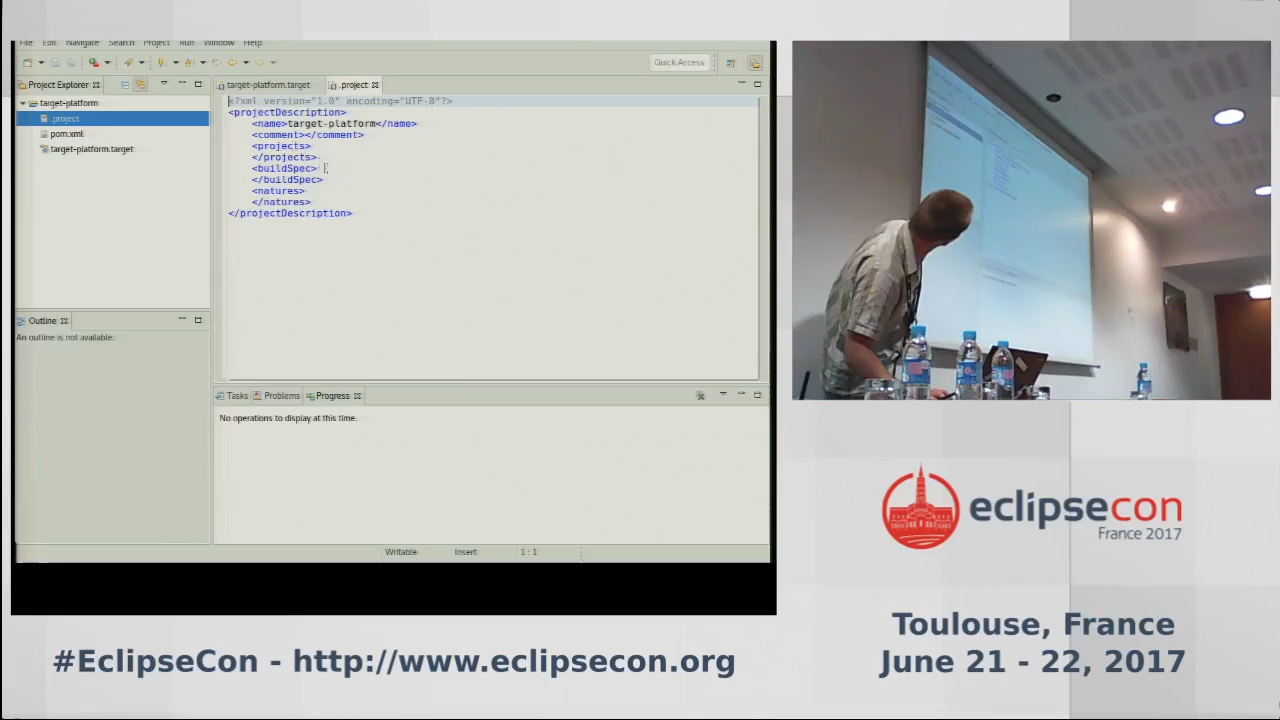 File Edit Navigate Search Project Run Window Help
Quick Access
Project Explorer
target-platform
.project
pom.xml
target-platform.target
target-platform.target
.project
<?xml version="1.0" encoding="UTF-8"?>
<projectDescription>
<name>target-platform</name>
<comment></comment>
<projects>
</projects>
<buildSpec>
</buildSpec>
<natures>
</natures>
</projectDescription>
Outline
An outline is not available.
Tasks Problems Progress
No operations to display at this time.
Writable Insert 1 : 1
eclipsecon
France 2017
Toulouse, France
June 21 - 22, 2017
#EclipseCon - http://www.eclipsecon.org